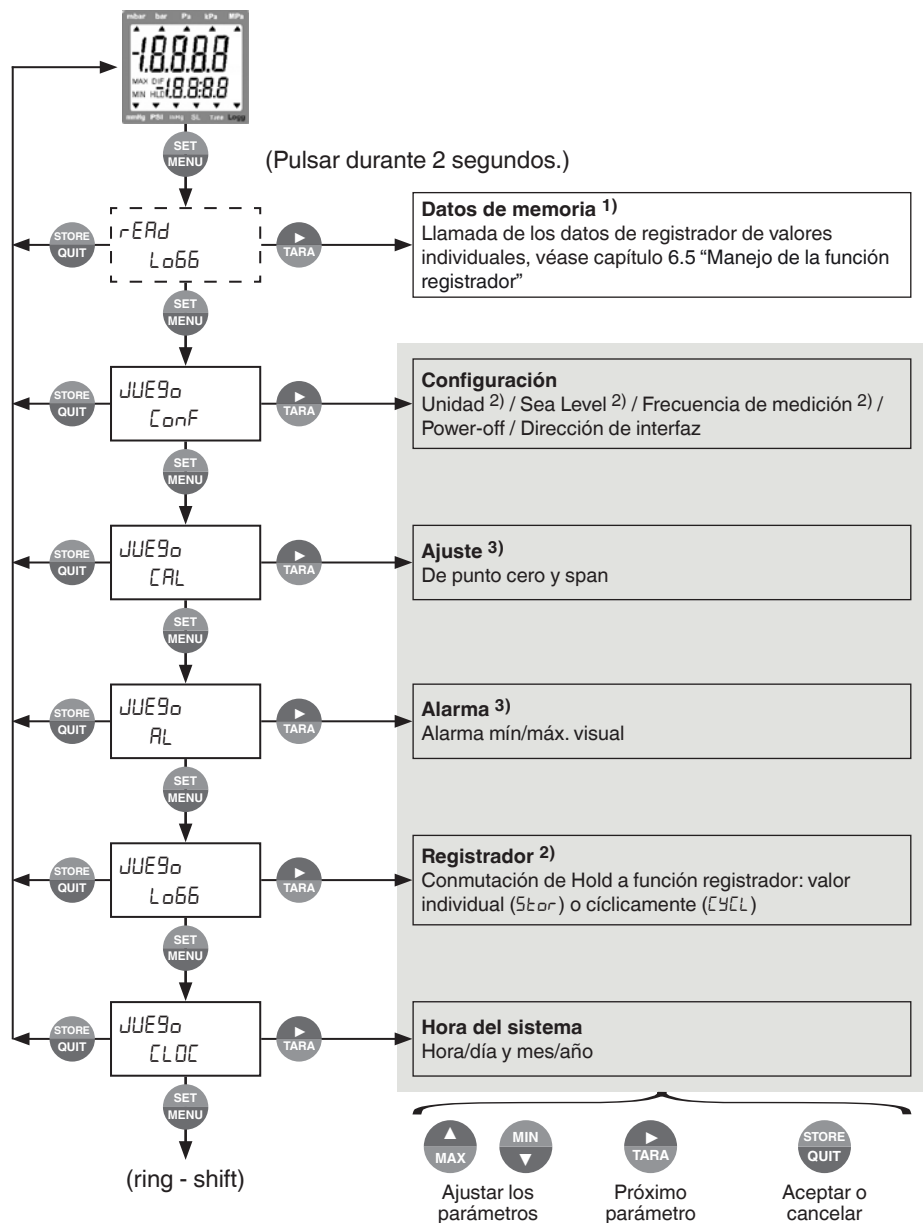 mbar bar Pa kPa MPa
-1.8.8.8.8
MAX DIF
MIN HLD -1.8.8:8.8
mmHg PSI inHg SL Tara Logg
SET
MENU
(Pulsar durante 2 segundos.)
STORE
QUIT
rEAd
LoGG
TARA
Datos de memoria 1)
Llamada de los datos de registrador de valores
individuales, véase capítulo 6.5 “Manejo de la función
registrador”
SET
MENU
STORE
QUIT
JUEGo
ConF
TARA
Configuración
Unidad 2) / Sea Level 2) / Frecuencia de medición 2) /
Power-off / Dirección de interfaz
SET
MENU
STORE
QUIT
JUEGo
CAL
TARA
Ajuste 3)
De punto cero y span
SET
MENU
STORE
QUIT
JUEGo
AL
TARA
Alarma 3)
Alarma mín/máx. visual
SET
MENU
STORE
QUIT
JUEGo
LoGG
TARA
Registrador 2)
Conmutación de Hold a función registrador: valor
individual (Stor) o cíclicamente (CYCL)
SET
MENU
STORE
QUIT
JUEGo
CLOC
TARA
Hora del sistema
Hora/día y mes/año
SET
MENU
(ring - shift)
MAX
MIN
TARA
STORE
QUIT
Ajustar los
parámetros
Próximo
parámetro
Aceptar o
cancelar